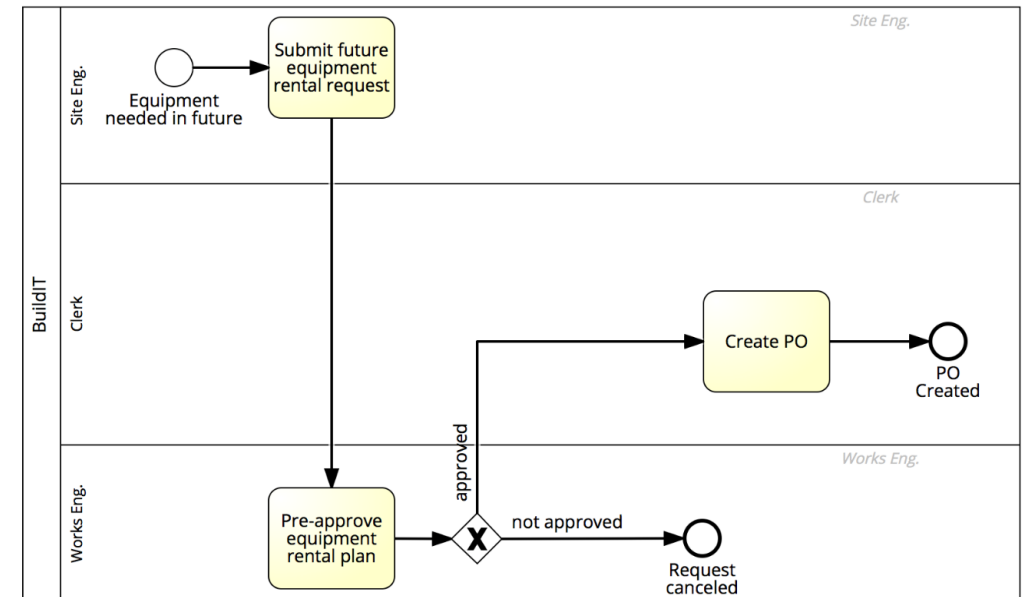 BuildIT
Site Eng.
Site Eng.
Equipment
needed in future
Submit future
equipment
rental request
Clerk
Clerk
Create PO
PO
Created
Works Eng.
Works Eng.
Pre-approve
equipment
rental plan
X
approved
not approved
Request
canceled